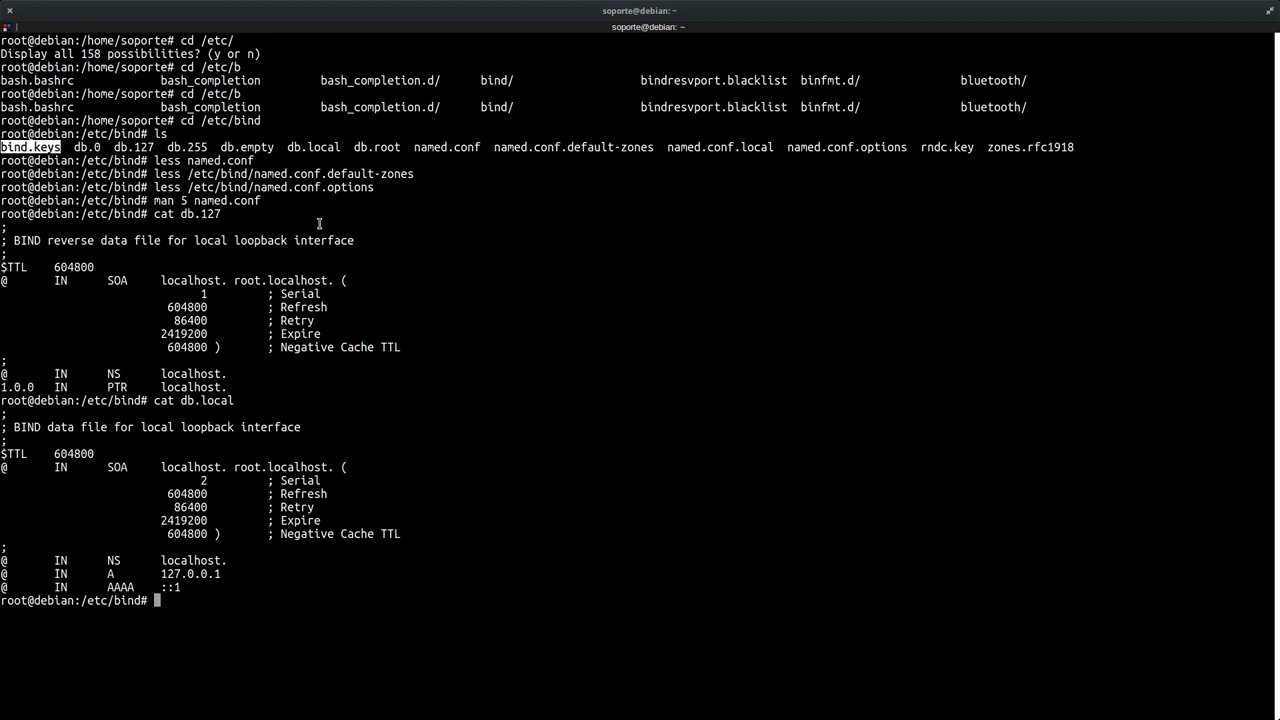 soporte@debian: ~
soporte@debian: ~
root@debian:/home/soporte# cd /etc/
Display all 158 possibilities? (y or n)
root@debian:/home/soporte# cd /etc/b
bash.bashrc bash_completion bash_completion.d/ bind/ bindresvport.blacklist binfmt.d/ bluetooth/
root@debian:/home/soporte# cd /etc/b
bash.bashrc bash_completion bash_completion.d/ bind/ bindresvport.blacklist binfmt.d/ bluetooth/
root@debian:/home/soporte# cd /etc/bind
root@debian:/etc/bind# ls
bind.keys db.0 db.127 db.255 db.empty db.local db.root named.conf named.conf.default-zones named.conf.local named.conf.options rndc.key zones.rfc1918
root@debian:/etc/bind# less named.conf
root@debian:/etc/bind# less /etc/bind/named.conf.default-zones
root@debian:/etc/bind# less /etc/bind/named.conf.options
root@debian:/etc/bind# man 5 named.conf
root@debian:/etc/bind# cat db.127
;
; BIND reverse data file for local loopback interface
;
$TTL 604800
@ IN SOA localhost. root.localhost. (
1 ; Serial
604800 ; Refresh
86400 ; Retry
2419200 ; Expire
604800 ) ; Negative Cache TTL
;
@ IN NS localhost.
1.0.0 IN PTR localhost.
root@debian:/etc/bind# cat db.local
;
; BIND data file for local loopback interface
;
$TTL 604800
@ IN SOA localhost. root.localhost. (
2 ; Serial
604800 ; Refresh
86400 ; Retry
2419200 ; Expire
604800 ) ; Negative Cache TTL
;
@ IN NS localhost.
@ IN A 127.0.0.1
@ IN AAAA ::1
root@debian:/etc/bind#